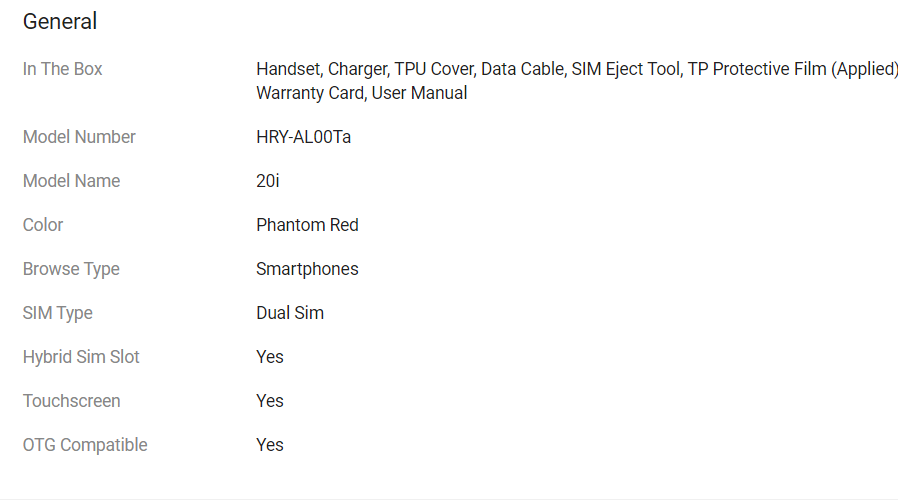 General
In The Box Handset, Charger, TPU Cover, Data Cable, SIM Eject Tool, TP Protective Film (Applied)
Warranty Card, User Manual
Model Number HRY-AL00Ta
Model Name 20i
Color Phantom Red
Browse Type Smartphones
SIM Type Dual Sim
Hybrid Sim Slot Yes
Touchscreen Yes
OTG Compatible Yes